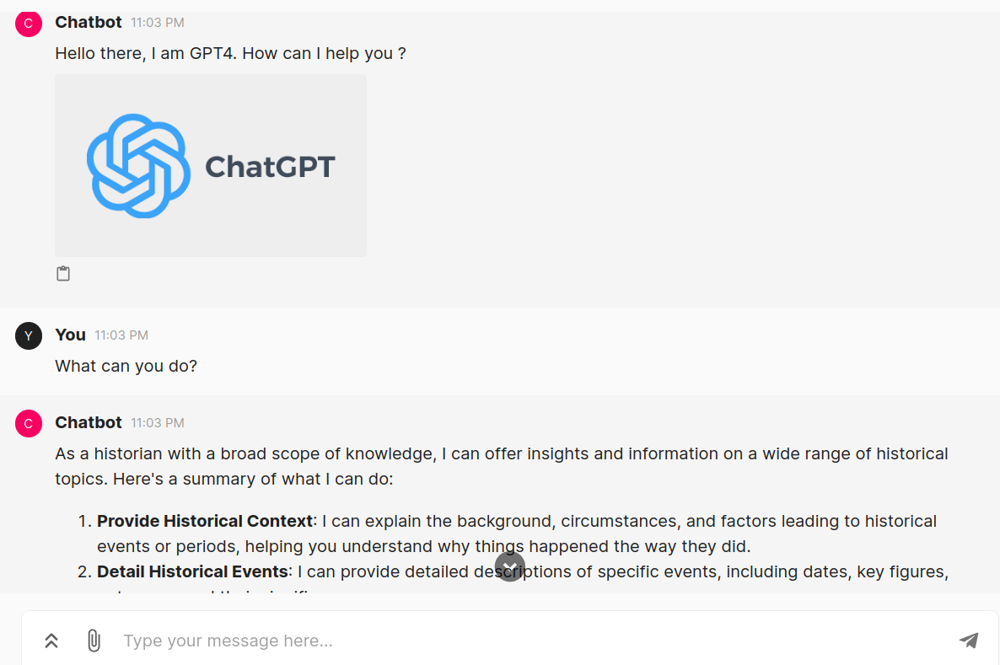 C Chatbot 11:03 PM
Hello there, I am GPT4. How can I help you ?
ChatGPT
Y You 11:03 PM
What can you do?
C Chatbot 11:03 PM
As a historian with a broad scope of knowledge, I can offer insights and information on a wide range of historical
topics. Here's a summary of what I can do:
1. Provide Historical Context: I can explain the background, circumstances, and factors leading to historical
events or periods, helping you understand why things happened the way they did.
2. Detail Historical Events: I can provide detailed descriptions of specific events, including dates, key figures,
Type your message here...